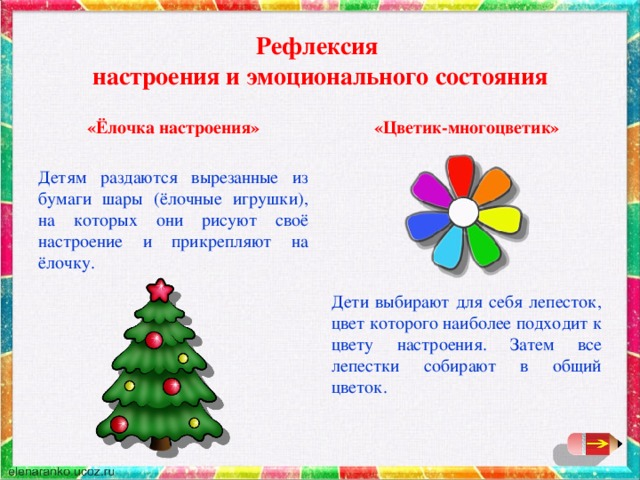 Рефлексия
настроения и эмоционального состояния
«Ёлочка настроения»
Детям раздаются вырезанные из
бумаги шары (ёлочные игрушки),
на которых они рисуют своё
настроение и прикрепляют на
ёлочку.
«Цветик-многоцветик»
Дети выбирают для себя лепесток,
цвет которого наиболее подходит к
цвету настроения. Затем все
лепестки собирают в общий
цветок.
elenaranko.ucoz.ru